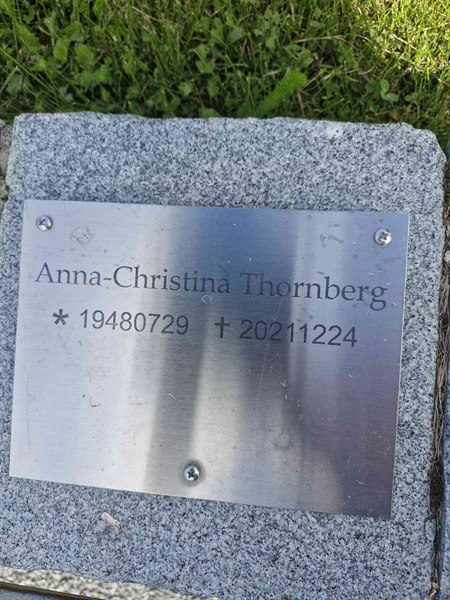 Anna-Christina Thornberg
* 19480729 † 20211224